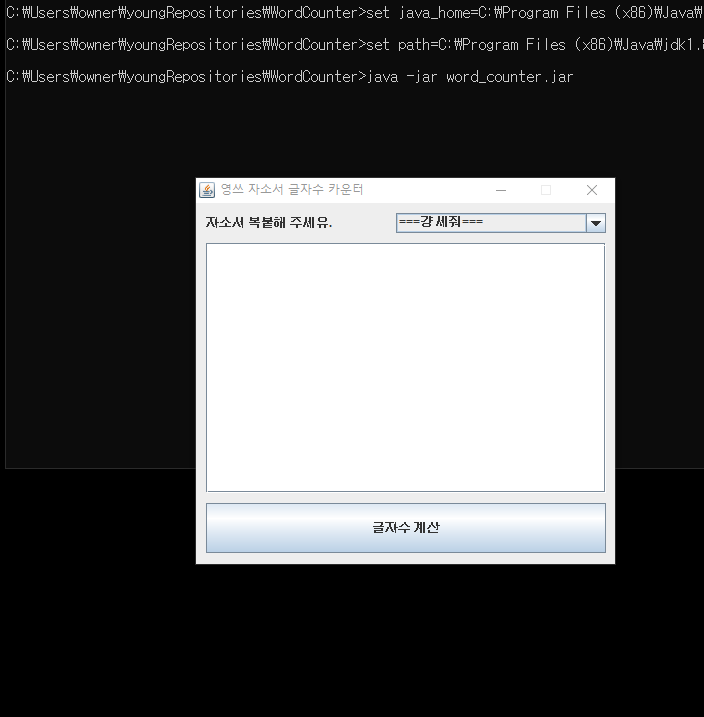 C:₩Users₩owner₩youngRepositories₩WordCounter>set java_home=C:₩Program Files (x86)₩Java₩
C:₩Users₩owner₩youngRepositories₩WordCounter>set path=C:₩Program Files (x86)₩Java₩jdk1.8
C:₩Users₩owner₩youngRepositories₩WordCounter>java -jar word_counter.jar
영쓰 자소서 글자수 카운터
자소서 복붙해 주세유.
===걍 세줘===
글자수 계산